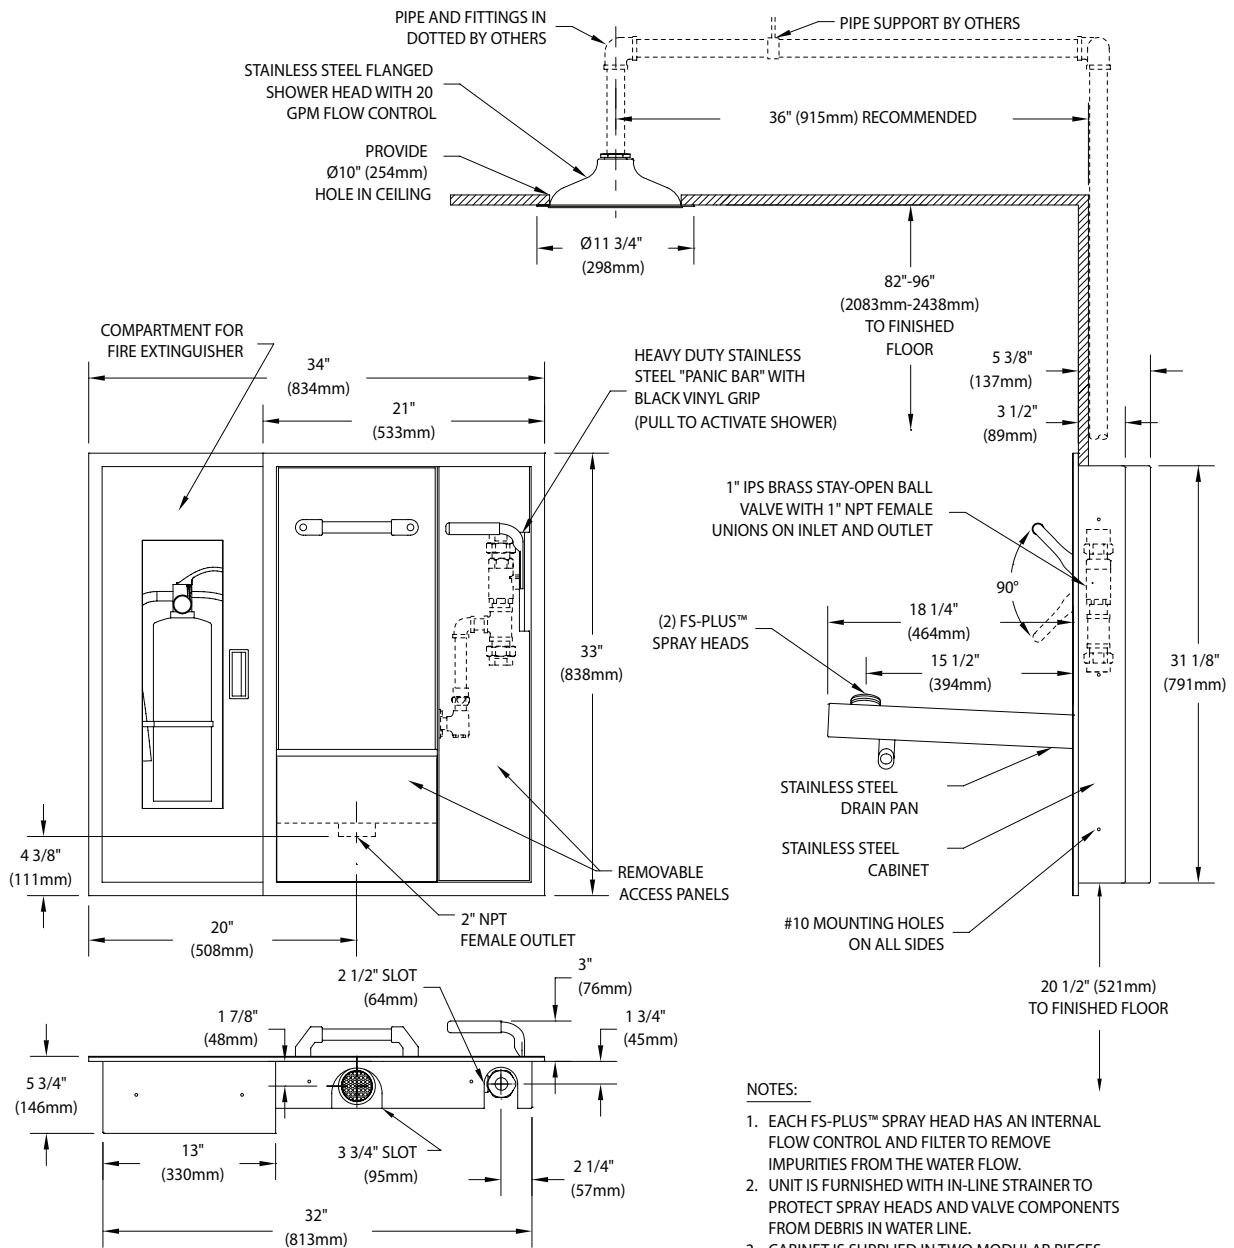 PIPE AND FITTINGS IN
DOTTED BY OTHERS
PIPE SUPPORT BY OTHERS
STAINLESS STEEL FLANGED
SHOWER HEAD WITH 20
GPM FLOW CONTROL
36" (915mm) RECOMMENDED
PROVIDE
Ø10" (254mm)
HOLE IN CEILING
Ø11 3/4"
(298mm)
82"-96"
(2083mm-2438mm)
TO FINISHED
FLOOR
COMPARTMENT FOR
FIRE EXTINGUISHER
34"
(834mm)
21"
(533mm)
HEAVY DUTY STAINLESS
STEEL "PANIC BAR" WITH
BLACK VINYL GRIP
(PULL TO ACTIVATE SHOWER)
5 3/8"
(137mm)
3 1/2"
(89mm)
1" IPS BRASS STAY-OPEN BALL
VALVE WITH 1" NPT FEMALE
UNIONS ON INLET AND OUTLET
90°
18 1/4"
(464mm)
(2) FS-PLUS™
SPRAY HEADS
15 1/2"
(394mm)
33"
(838mm)
31 1/8"
(791mm)
STAINLESS STEEL
DRAIN PAN
STAINLESS STEEL
CABINET
4 3/8"
(111mm)
REMOVABLE
ACCESS PANELS
#10 MOUNTING HOLES
ON ALL SIDES
20"
(508mm)
2" NPT
FEMALE OUTLET
20 1/2" (521mm)
TO FINISHED FLOOR
2 1/2" SLOT
(64mm)
3"
(76mm)
1 7/8"
(48mm)
1 3/4"
(45mm)
5 3/4"
(146mm)
13"
(330mm)
3 3/4" SLOT
(95mm)
2 1/4"
(57mm)
32"
(813mm)
NOTES:
1. EACH FS-PLUS™ SPRAY HEAD HAS AN INTERNAL
FLOW CONTROL AND FILTER TO REMOVE
IMPURITIES FROM THE WATER FLOW.
2. UNIT IS FURNISHED WITH IN-LINE STRAINER TO
PROTECT SPRAY HEADS AND VALVE COMPONENTS
FROM DEBRIS IN WATER LINE.
3. CABINET IS SUPPLIED IN TWO MODULAR PIECES